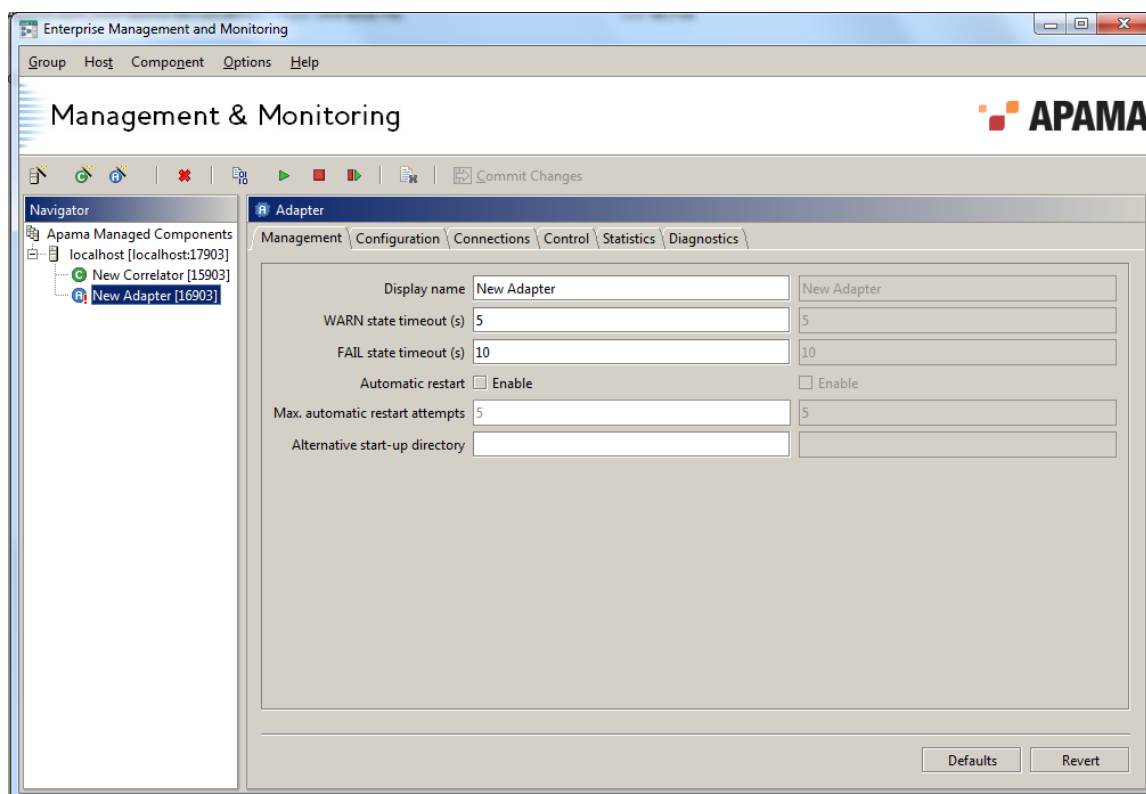 Enterprise Management and Monitoring
Group Host Component Options Help
Management & Monitoring
APAMA
Commit Changes
Navigator
Apama Managed Components
localhost [localhost:17903]
New Correlator [15903]
New Adapter [16903]
Adapter
Management Configuration Connections Control Statistics Diagnostics
Display name New Adapter New Adapter
WARN state timeout (s) 5 5
FAIL state timeout (s) 10 10
Automatic restart Enable Enable
Max. automatic restart attempts 5 5
Alternative start-up directory
Defaults Revert